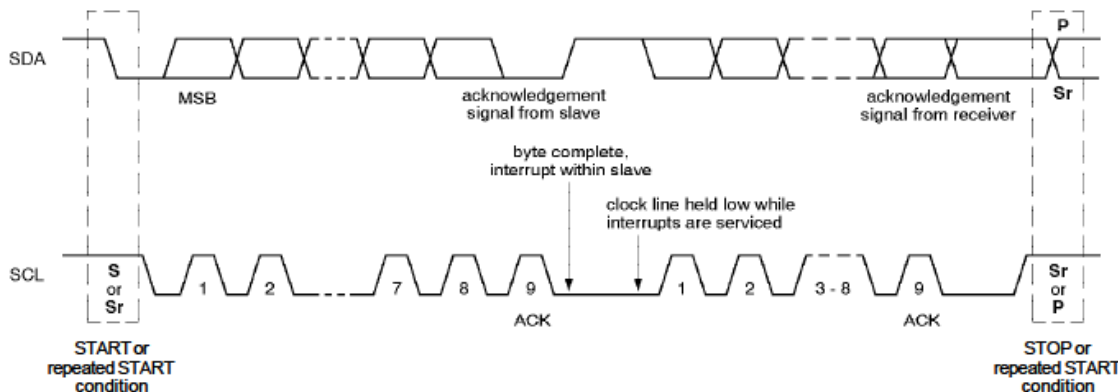 P
SDA
MSB
acknowledgement
signal from slave
acknowledgement
signal from receiver
Sr
byte complete,
interrupt within slave
clock line held low while
interrupts are serviced
SCL
S
or
Sr
1
2
7
8
9
1
2
3 - 8
9
Sr
or
P
ACK
ACK
START or
repeated START
condition
STOP or
repeated START
condition